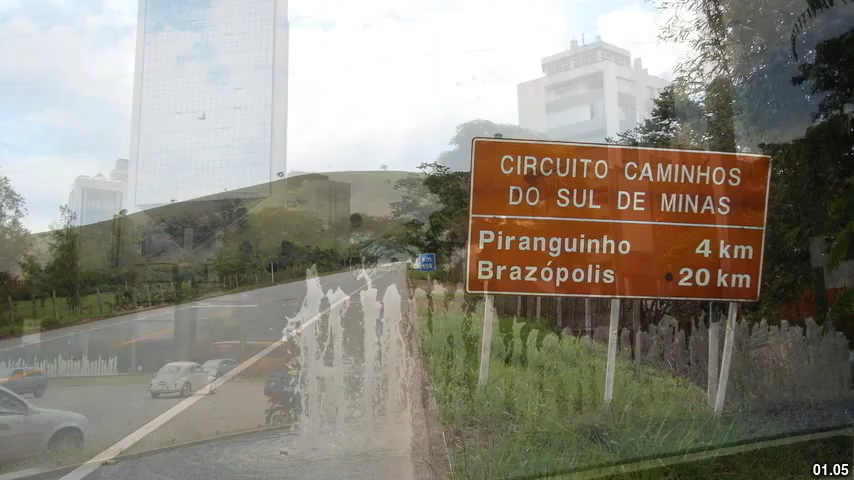 CIRCUITO CAMINHOS
DO SUL DE MINAS
Piranguinho 4 km
Brazópolis 20 km
01.05